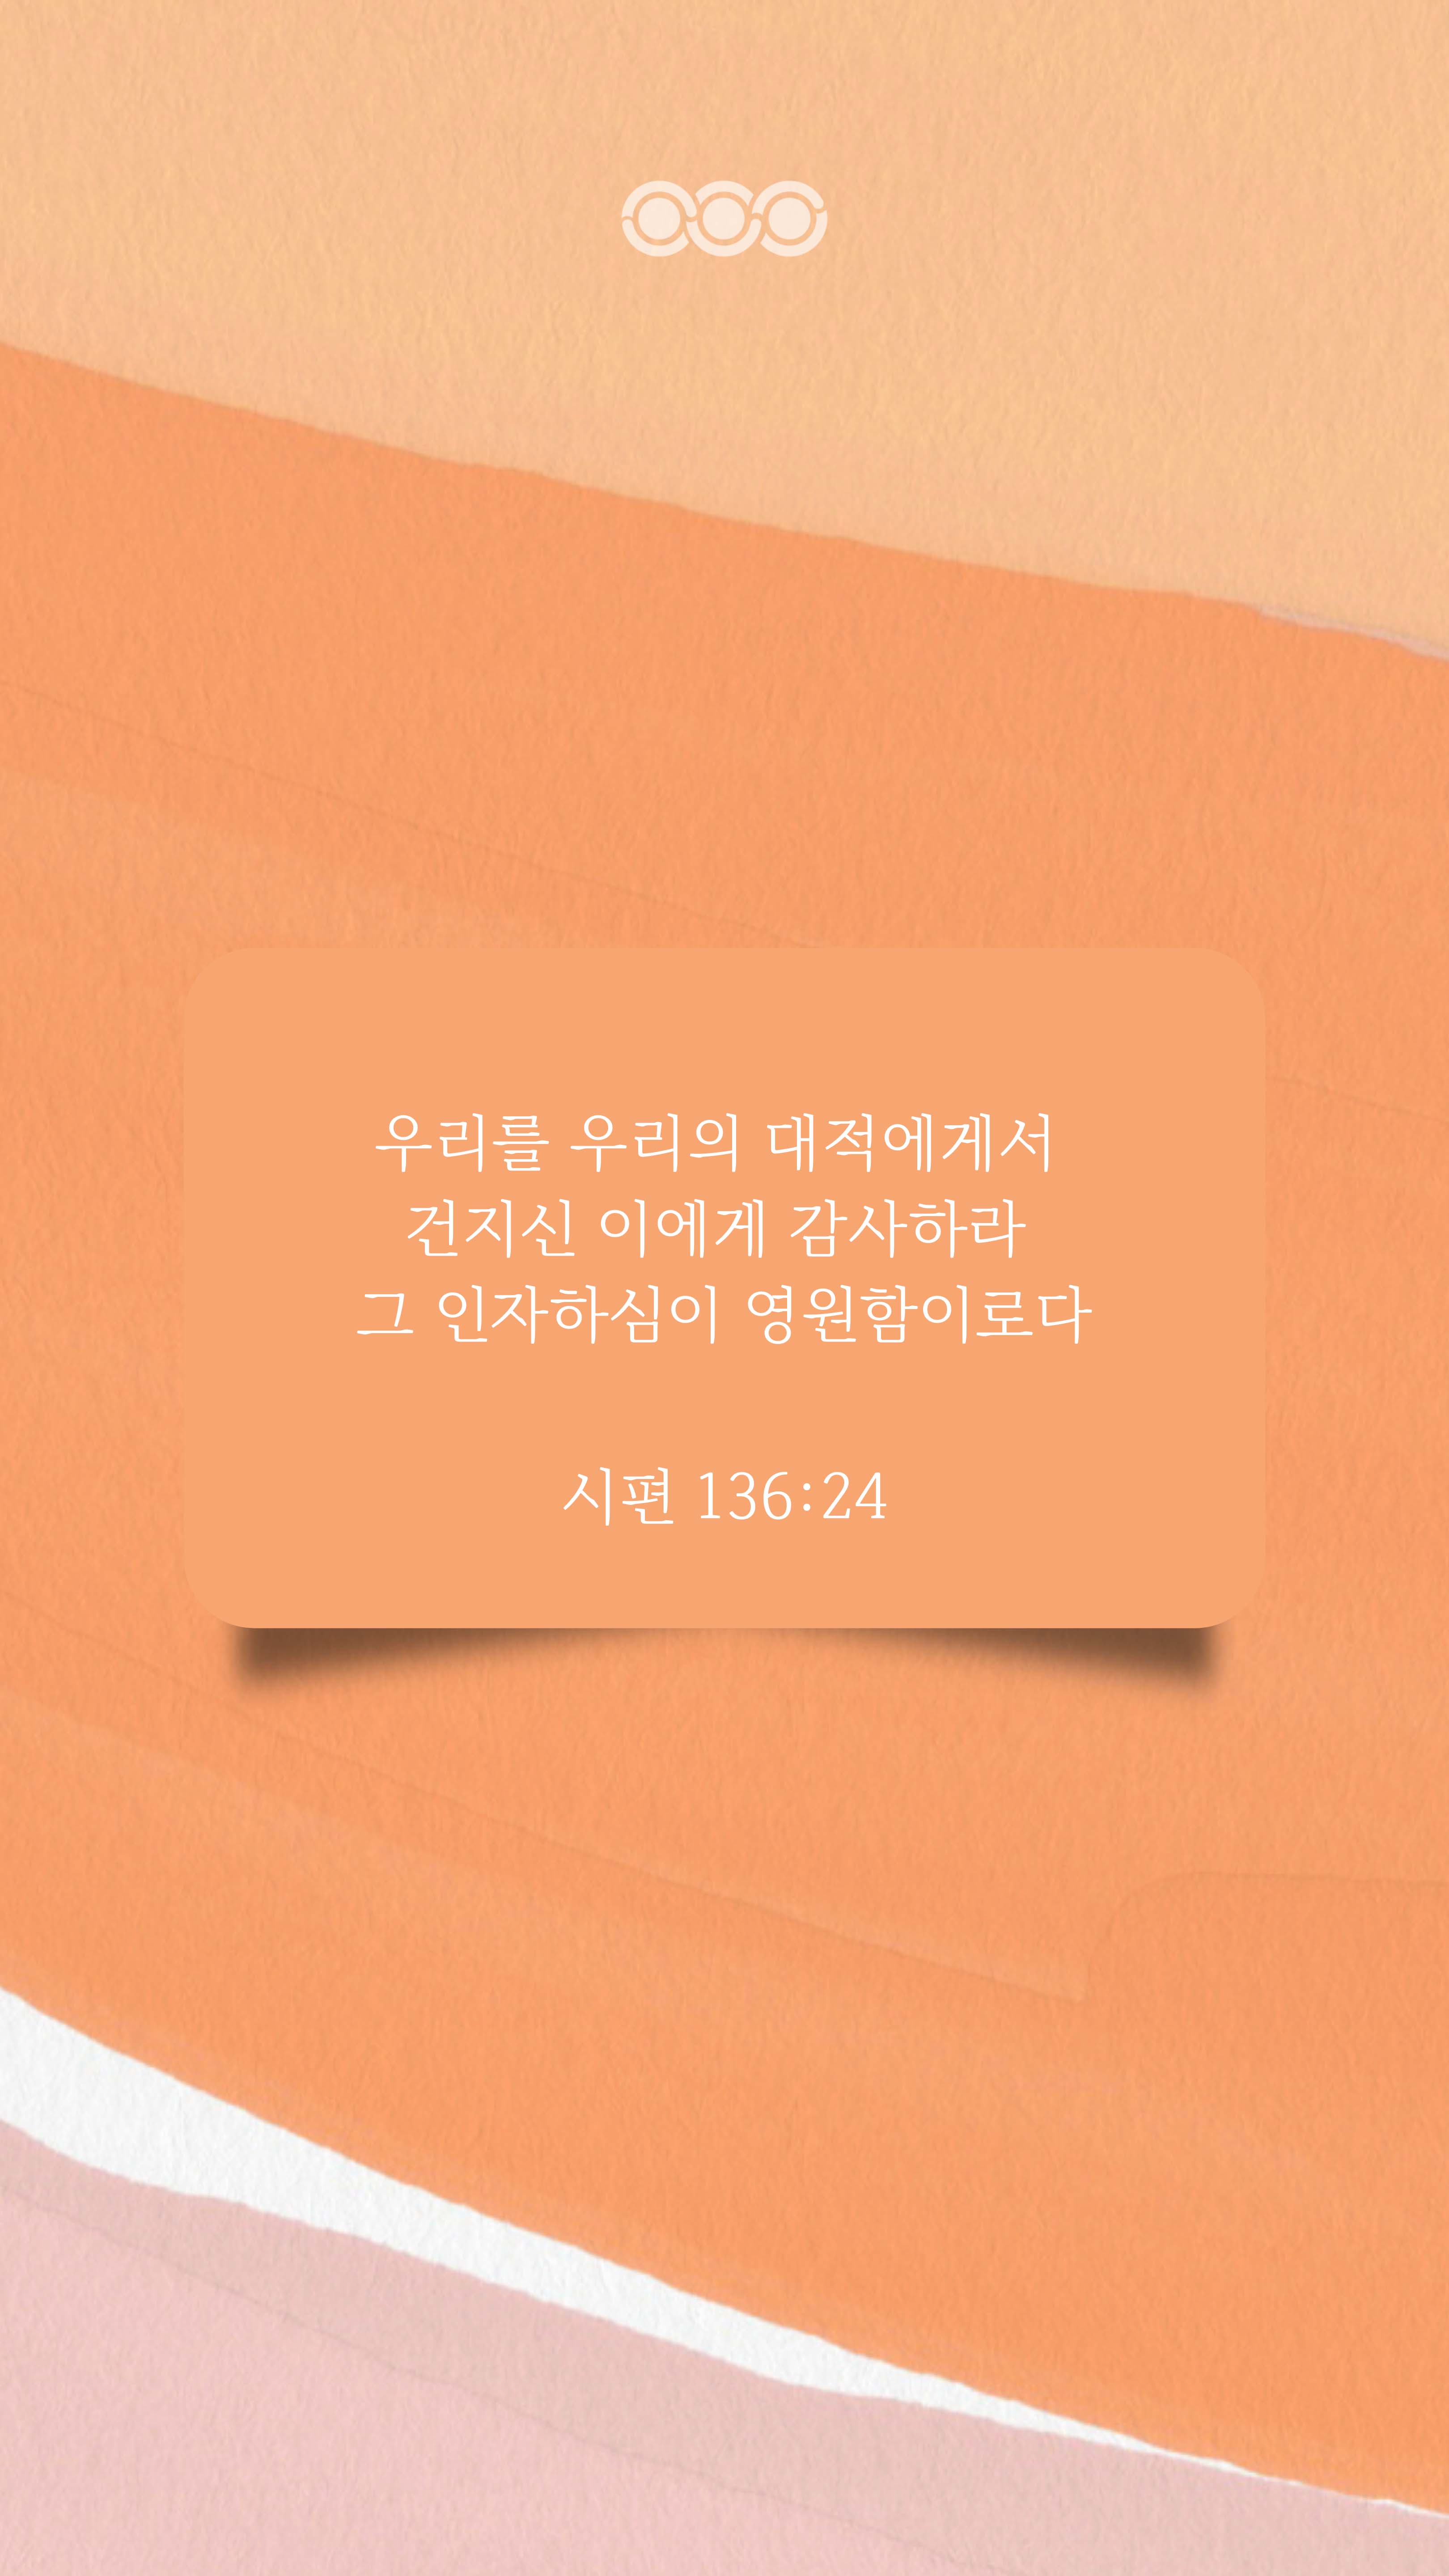 우리를 우리의 대적에게서
건지신 이에게 감사하라
그 인자하심이 영원함이로다
시편 136:24